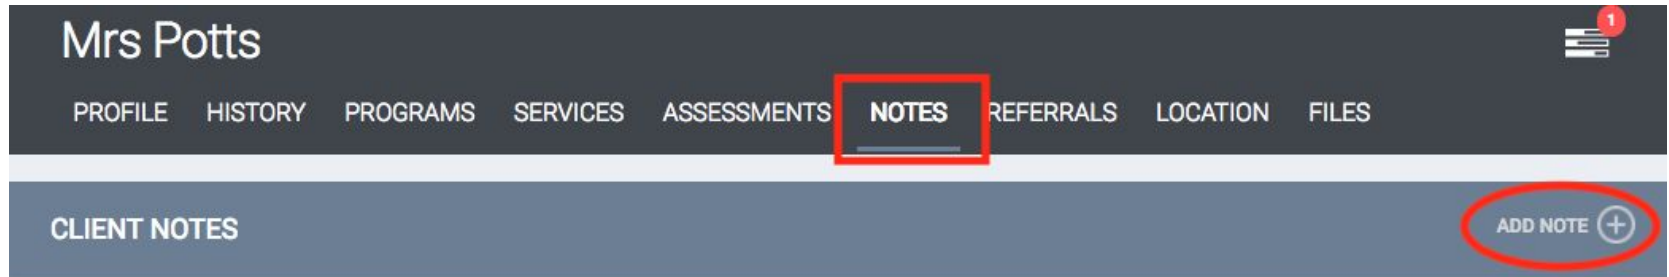 Mrs Potts
1
PROFILE HISTORY PROGRAMS SERVICES ASSESSMENTS NOTES REFERRALS LOCATION FILES
CLIENT NOTES
ADD NOTE